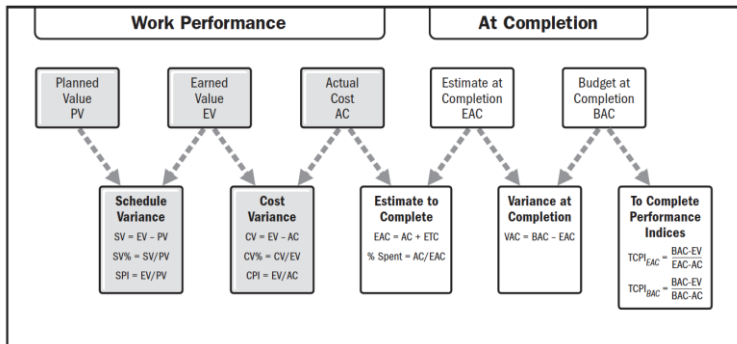 Work Performance
At Completion
Planned
Value
PV
Earned
Value
EV
Actual
Cost
AC
Estimate at
Completion
EAC
Budget at
Completion
BAC
Schedule
Variance
SV = EV – PV
SV% = SV/PV
SPI = EV/PV
Cost
Variance
CV = EV – AC
CV% = CV/EV
CPI = EV/AC
Estimate to
Complete
EAC = AC + ETC
% Spent = AC/EAC
Variance at
Completion
VAC = BAC – EAC
To Complete
Performance
Indices
TCPI_EAC = BAC-EV
EAC-AC
TCPI_BAC = BAC-EV
BAC-AC